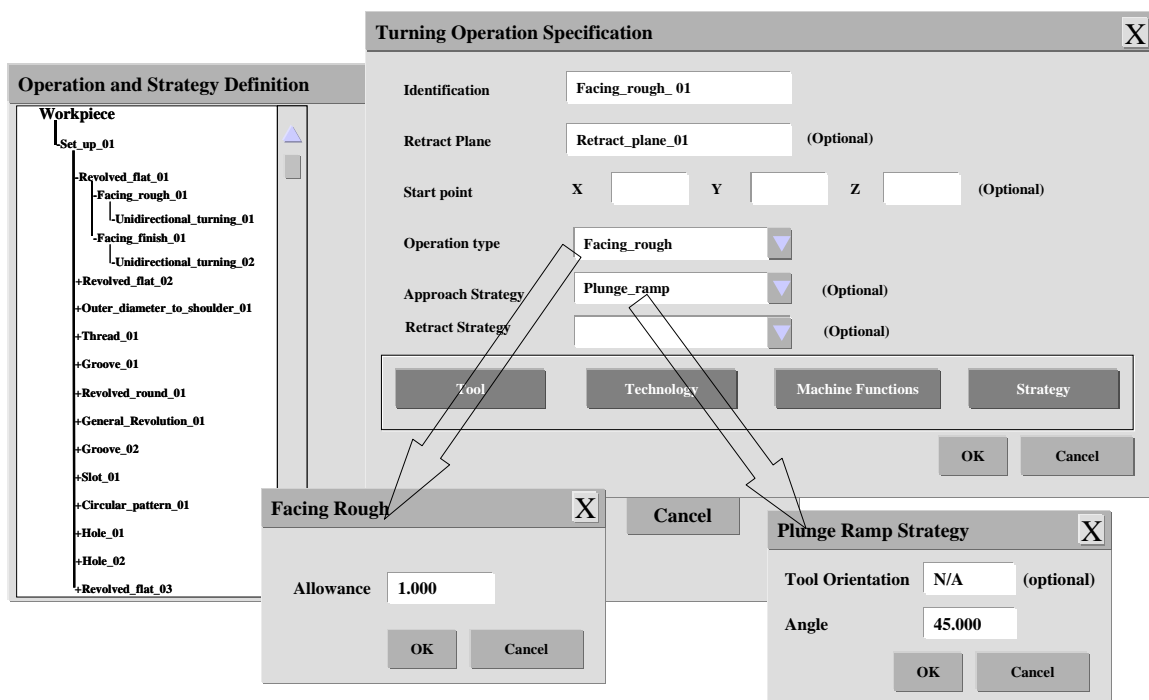 Operation and Strategy Definition
Workpiece
-Set_up_01
-Revolved_flat_01
-Facing_rough_01
-Unidirectional_turning_01
-Facing_finish_01
-Unidirectional_turning_02
+Revolved_flat_02
+Outer_diameter_to_shoulder_01
+Thread_01
+Groove_01
+Revolved_round_01
+General_Revolution_01
+Groove_02
+Slot_01
+Circular_pattern_01
+Hole_01
+Hole_02
+Revolved_flat_03
Cancel
Turning Operation Specification X
Identification Facing_rough_ 01
Retract Plane Retract_plane_01 (Optional)
Start point X Y Z (Optional)
Operation type Facing_rough
Approach Strategy Plunge_ramp (Optional)
Retract Strategy (Optional)
Tool Technology Machine Functions Strategy
OK Cancel
Facing Rough X
Allowance 1.000
OK Cancel
Plunge Ramp Strategy X
Tool Orientation N/A (optional)
Angle 45.000
OK Cancel